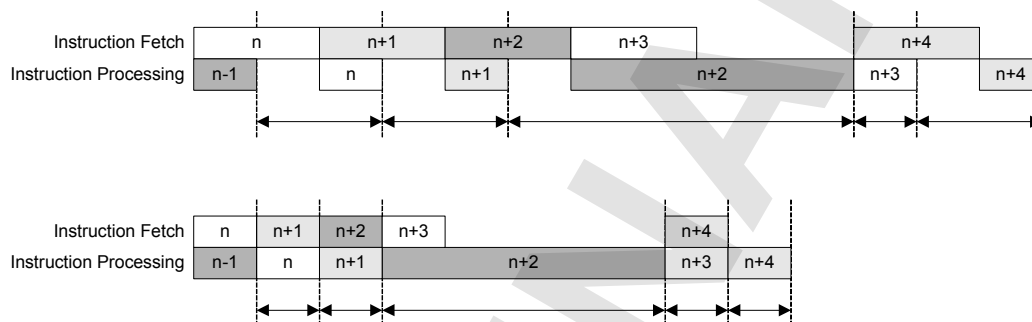 Instruction Fetch n n+1 n+2 n+3 n+4
Instruction Processing n-1 n n+1 n+2 n+3 n+4
Instruction Fetch n n+1 n+2 n+3 n+4
Instruction Processing n-1 n n+1 n+2 n+3 n+4